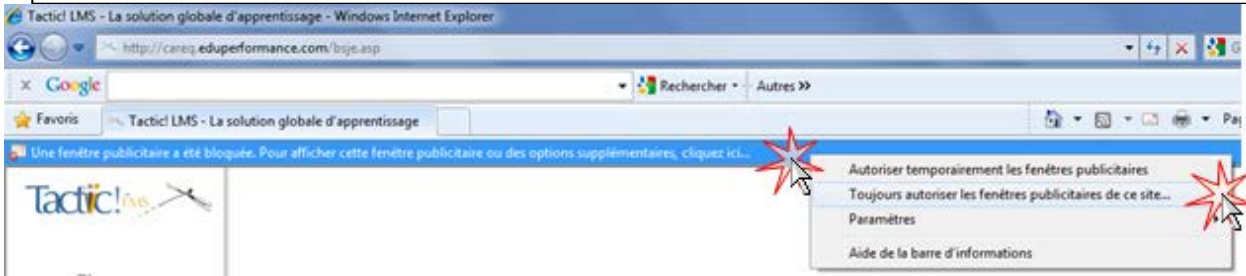 Tactic! LMS - La solution globale d'apprentissage - Windows Internet Explorer
http://careq.eduperformance.com/bsje.asp
x Google Rechercher Autres »
Favoris Tactic! LMS - La solution globale d'apprentissage
Une fenêtre publicitaire a été bloquée. Pour afficher cette fenêtre publicitaire ou des options supplémentaires, cliquez ici...
Autoriser temporairement les fenêtres publicitaires
Toujours autoriser les fenêtres publicitaires de ce site...
Paramètres
Aide de la barre d'informations
Tactic! LMS